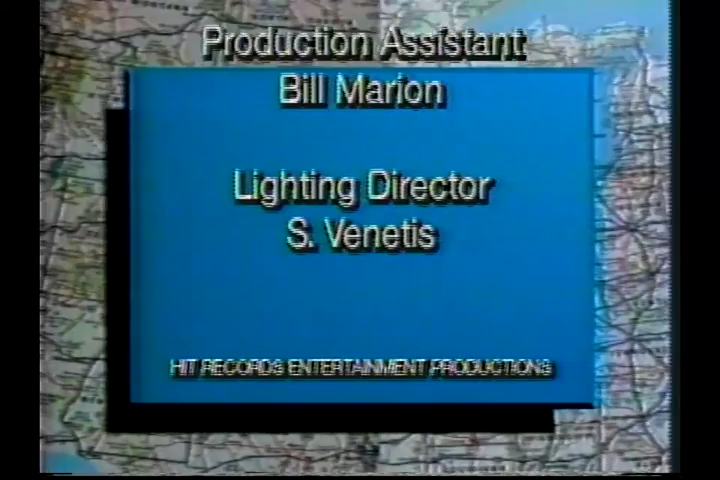 Production Assistant
Bill Marion
Lighting Director
S. Venetis
HIT RECORDS ENTERTAINMENT PRODUCTIONS